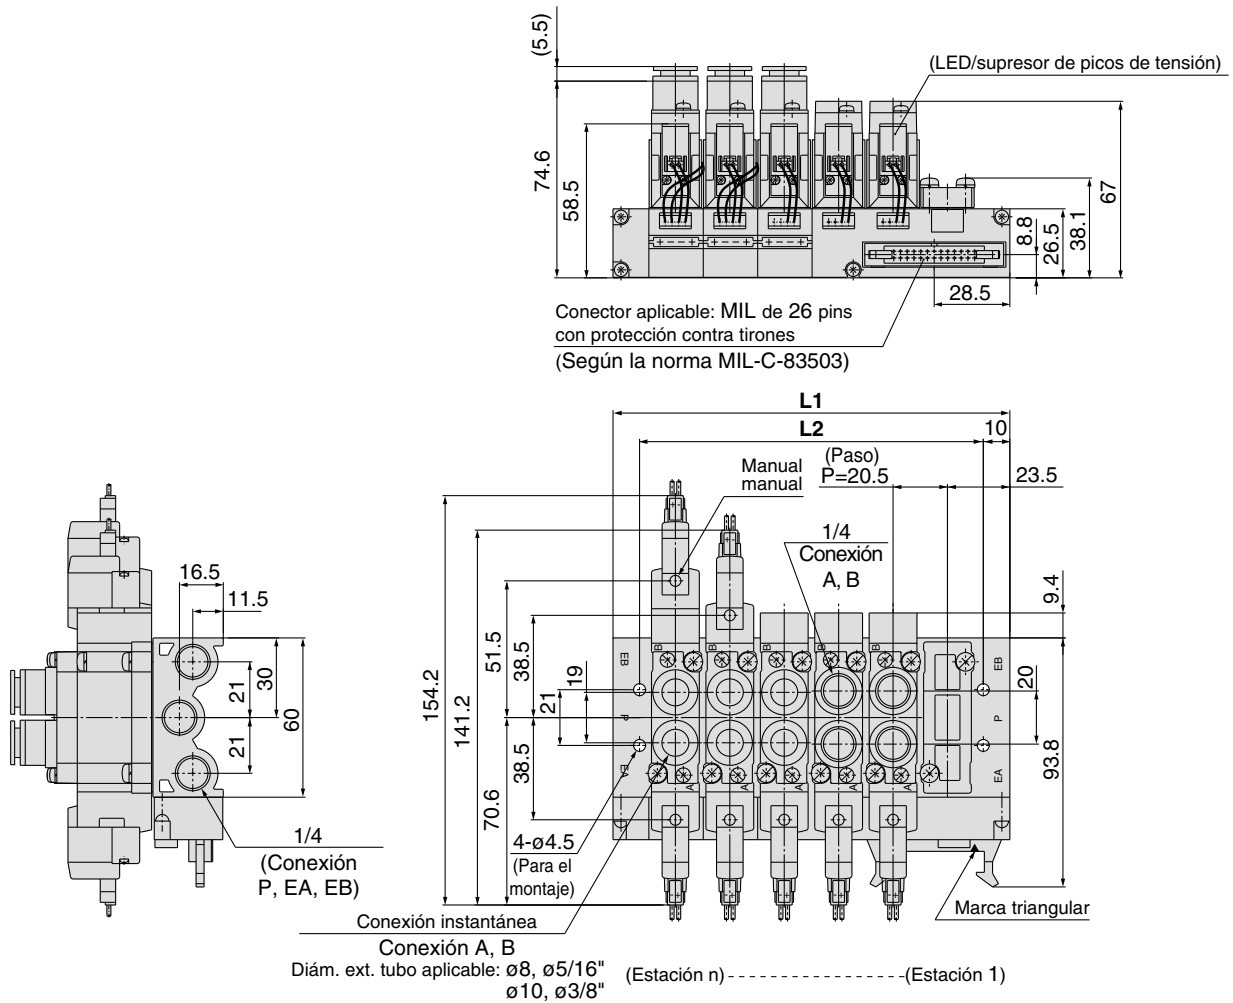 (5.5)
(LED/supresor de picos de tensión)
74.6
58.5
67
38.1
26.5
8.8
28.5
Conector aplicable: MIL de 26 pins
con protección contra tirones
(Según la norma MIL-C-83503)
L1
L2
10
(Paso)
P=20.5
23.5
Manual
manual
1/4
Conexión
A, B
16.5
11.5
9.4
154.2
141.2
51.5
38.5
19
21
38.5
70.6
21
30
60
21
20
93.8
EB
P
EA
B
B
B
A
A
A
A
EB
P
EA
1/4
(Conexión
P, EA, EB)
4-ø4.5
(Para el
montaje)
Marca triangular
Conexión instantánea
Conexión A, B
Diám. ext. tubo aplicable: ø8, ø5/16"
ø10, ø3/8"
(Estación n)
(Estación 1)